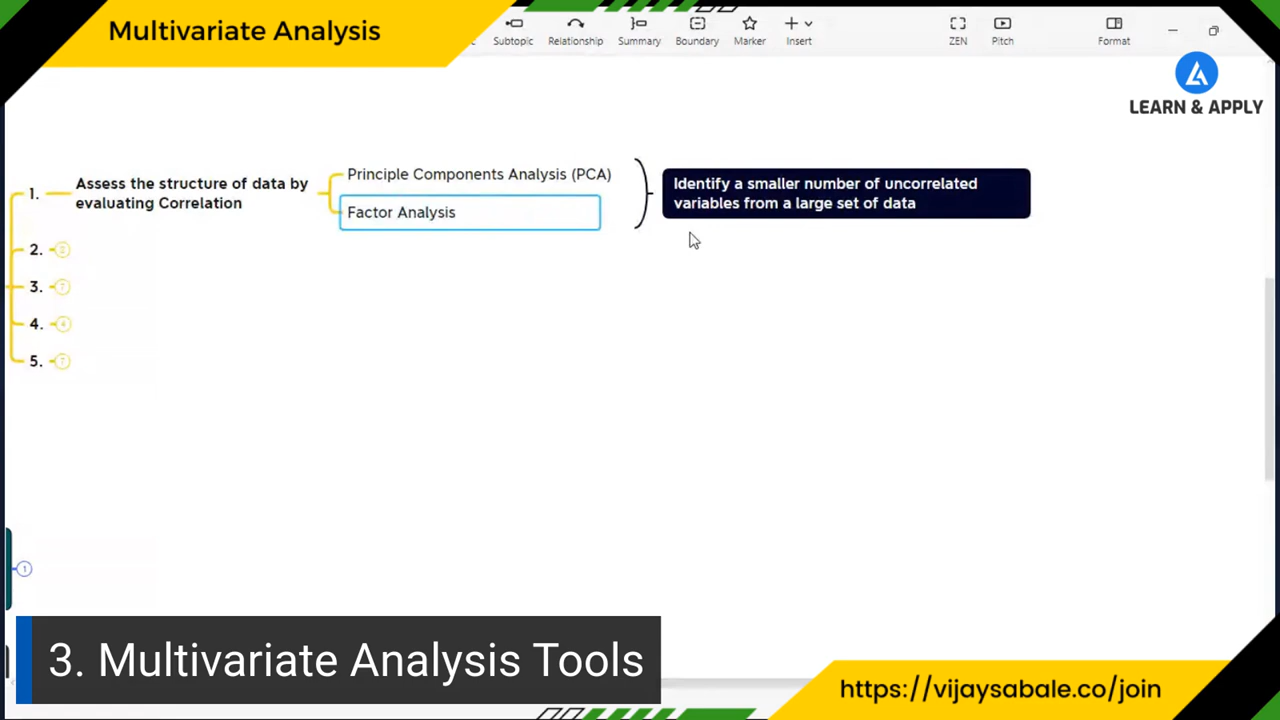 Multivariate Analysis
Subtopic
Relationship
Summary
Boundary
Marker
Insert
ZEN
Pitch
Format
LEARN & APPLY
1.
Assess the structure of data by
evaluating Correlation
Principle Components Analysis (PCA)
Factor Analysis
Identify a smaller number of uncorrelated
variables from a large set of data
2.
3.
4.
4
5.
1
3. Multivariate Analysis Tools
https://vijaysabale.co/join